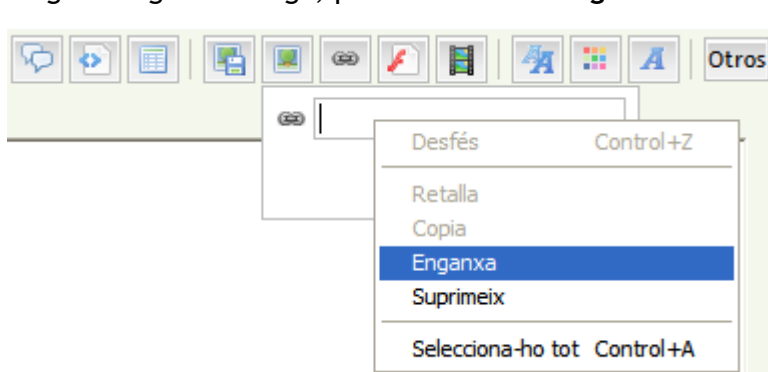 Otros
Desfés Control+Z
Retalla
Copia
Enganxa
Suprimeix
Selecciona-ho tot Control+A